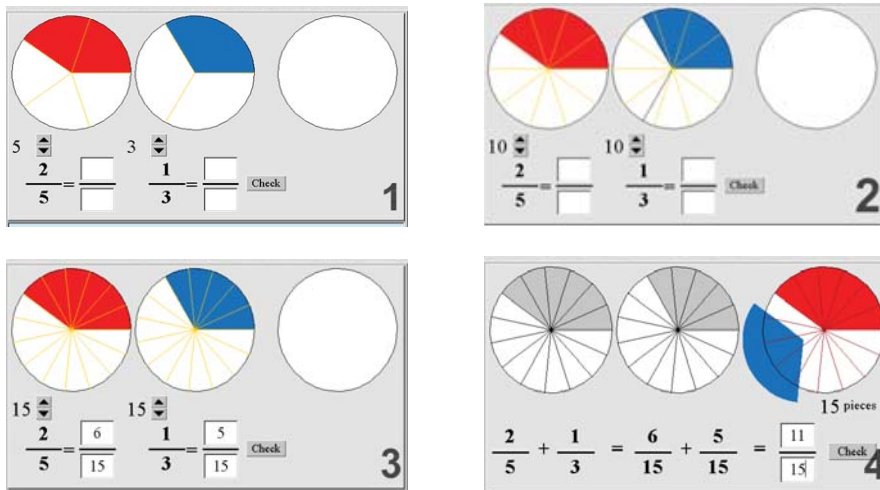 5 3
2/5 = 1/3 = Check
1
10 10
2/5 = 1/3 = Check
2
15 15
2/5 = 6/15 1/3 = 5/15 Check
3
15 pieces
2/5 + 1/3 = 6/15 + 5/15 = 11/15 Check
4